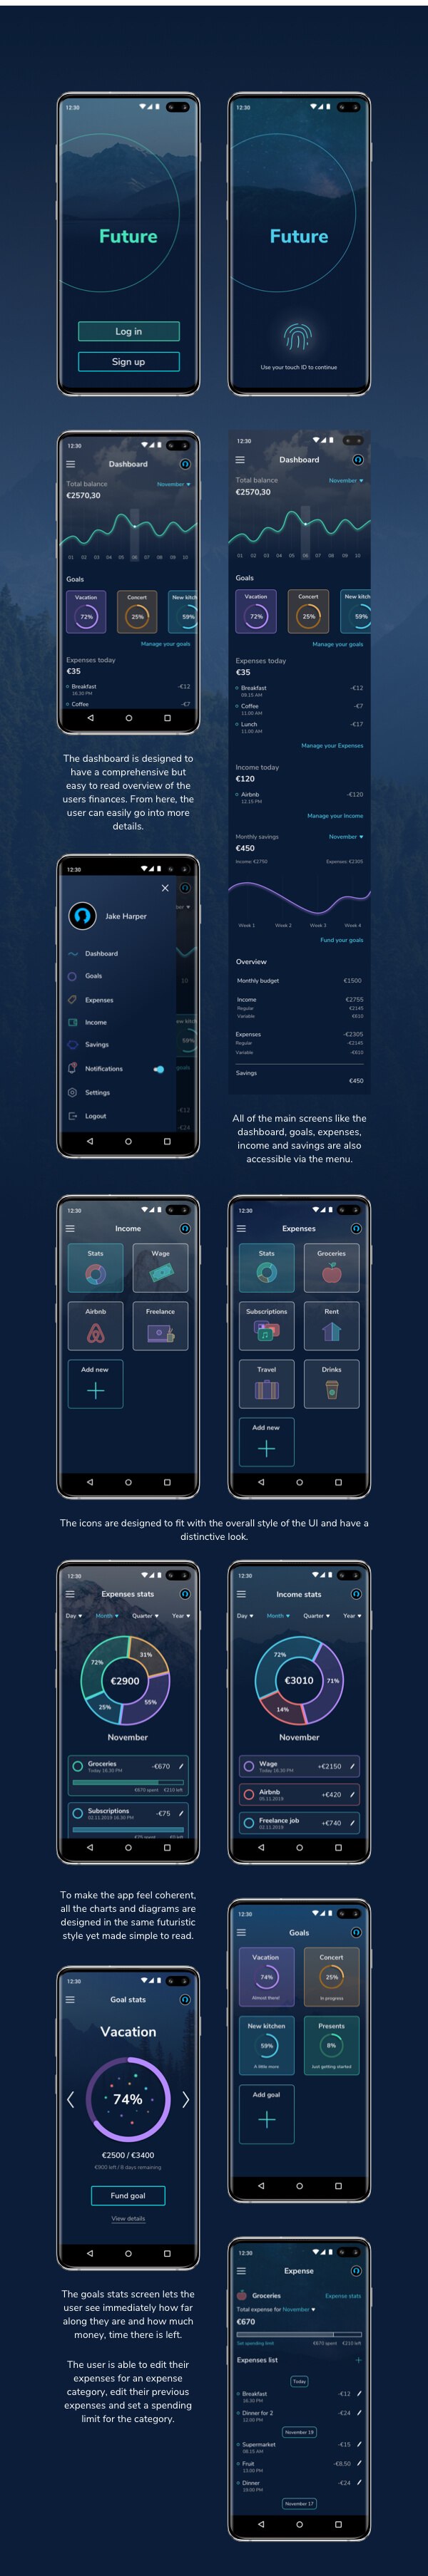 12:30
Future
Log in
Sign up
12:30
Future
Use your touch ID to continue
12:30
Dashboard
Total balance
November
€2570,30
01 02 03 04 05 06 07 08 09 10
Goals
Vacation
72%
Concert
25%
New kitch
59%
Manage your goals
Expenses today
€35
Breakfast
-€12
16.30 PM
Coffee
-€7
The dashboard is designed to
have a comprehensive but
easy to read overview of the
users finances. From here, the
user can easily go into more
details.
12:30
Jake Harper
Dashboard
Goals
Expenses
Income
Savings
Notifications
Settings
Logout
12:30
Dashboard
Total balance
November
€2570,30
01 02 03 04 05 06 07 08 09 10
Goals
Vacation
72%
Concert
25%
New kitch
59%
Manage your goals
Expenses today
€35
Breakfast
-€12
09.15 AM
Coffee
-€7
11.00 AM
Lunch
-€17
11.00 AM
Manage your Expenses
Income today
€120
Airbnb
-€120
12.15 PM
Manage your Income
Monthly savings
November
€450
Income: €2750
Expenses: €2305
Week 1 Week 2 Week 3 Week 4
Fund your goals
Overview
Monthly budget
€1500
Income
€2755
Regular
€2145
Variable
€610
Expenses
-€2305
Regular
-€2145
Variable
-€610
Savings
€450
All of the main screens like the
dashboard, goals, expenses,
income and savings are also
accessible via the menu.
12:30
Income
Stats
Wage
Airbnb
Freelance
Add new
12:30
Expenses
Stats
Groceries
Subscriptions
Rent
Travel
Drinks
Add new
The icons are designed to fit with the overall style of the UI and have a
distinctive look.
12:30
Expenses stats
Day Month Quarter Year
72%
31%
€2900
25%
55%
November
Groceries
-€670
Today 16.30 PM
€670 spent €210 left
Subscriptions
-€75
02.11.2019 16.30 PM
€75 spent €0 left
12:30
Income stats
Day Month Quarter Year
72%
€3010
71%
14%
November
Wage
+€2150
Today 16.30 PM
Airbnb
+€420
05.11.2019
Freelance job
+€740
02.11.2019
To make the app feel coherent,
all the charts and diagrams are
designed in the same futuristic
style yet made simple to read.
12:30
Goals
Vacation
74%
Almost there!
Concert
25%
In progress
New kitchen
59%
A little more
Presents
8%
Just getting started
Add goal
12:30
Goal stats
Vacation
74%
€2500 / €3400
€900 left / 8 days remaining
Fund goal
View details
The goals stats screen lets the
user see immediately how far
along they are and how much
money, time there is left.
The user is able to edit their
expenses for an expense
category, edit their previous
expenses and set a spending
limit for the category.
12:30
Expense
Groceries
Expense stats
Total expense for November
€670
Set spending limit
€670 spent €210 left
Expenses list
Today
Breakfast
-€12
16.30 PM
Dinner for 2
-€24
12.00 PM
November 19
Supermarket
-€15
08.15 AM
Fruit
-€8,50
13.00 PM
Dinner
-€24
19.00 PM
November 17